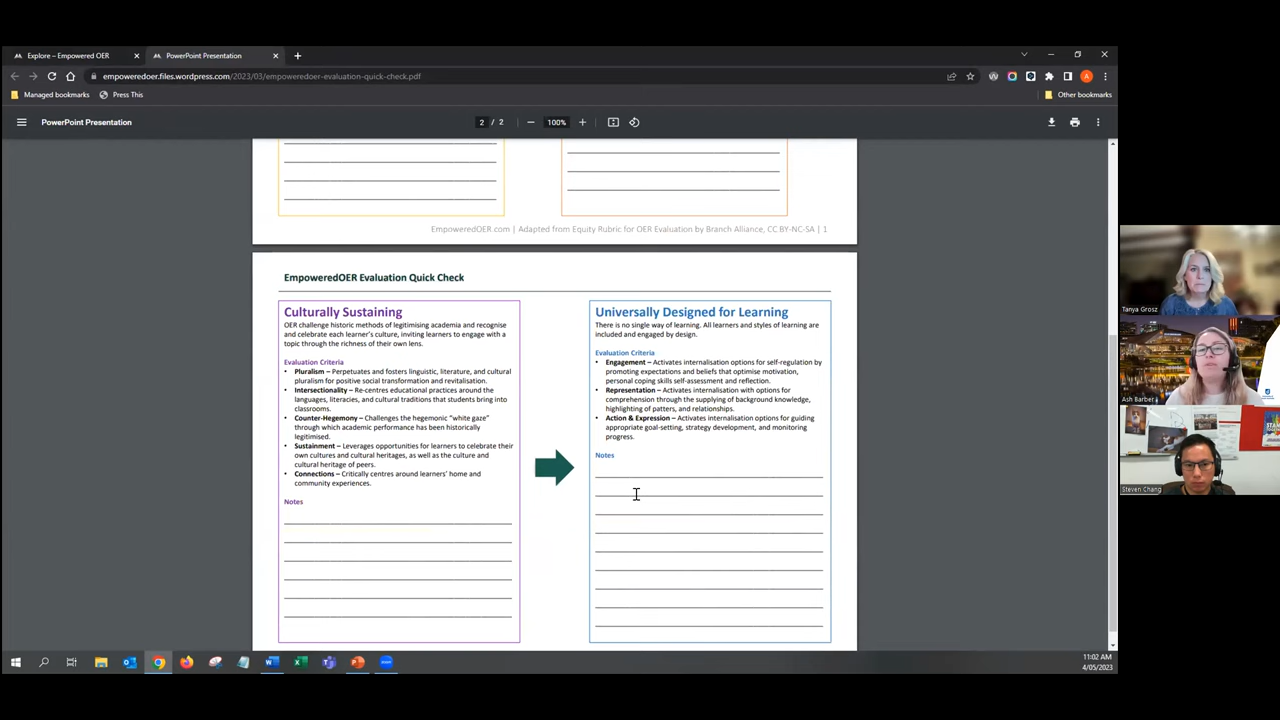 Explore – Empowered OER
PowerPoint Presentation
empoweredoer.files.wordpress.com/2023/03/empoweredoer-evaluation-quick-check.pdf
Managed bookmarks
Press This
Other bookmarks
PowerPoint Presentation
2 / 2
100%
EmpoweredOER.com | Adapted from Equity Rubric for OER Evaluation by Branch Alliance, CC BY-NC-SA | 1
EmpoweredOER Evaluation Quick Check
Culturally Sustaining
OER challenge historic methods of legitimising academia and recognise
and celebrate each learner's culture, inviting learners to engage with a
topic through the richness of their own lens.
Evaluation Criteria
• Pluralism – Perpetuates and fosters linguistic, literature, and cultural
pluralism for positive social transformation and revitalisation.
• Intersectionality – Re-centres educational practices around the
languages, literacies, and cultural traditions that students bring into
classrooms.
• Counter-Hegemony – Challenges the hegemonic "white gaze"
through which academic performance has been historically
legitimised.
• Sustainment – Leverages opportunities for learners to celebrate their
own cultures and cultural heritages, as well as the culture and
cultural heritage of peers.
• Connections – Critically centres around learners' home and
community experiences.
Notes
Universally Designed for Learning
There is no single way of learning. All learners and styles of learning are
included and engaged by design.
Evaluation Criteria
• Engagement – Activates internalisation options for self-regulation by
promoting expectations and beliefs that optimise motivation,
personal coping skills self-assessment and reflection.
• Representation – Activates internalisation with options for
comprehension through the supplying of background knowledge,
highlighting of patters, and relationships.
• Action & Expression – Activates internalisation options for guiding
appropriate goal-setting, strategy development, and monitoring
progress.
Notes
Tanya Grosz
Ash Barber
Steven Chang
11:02 AM
4/05/2023